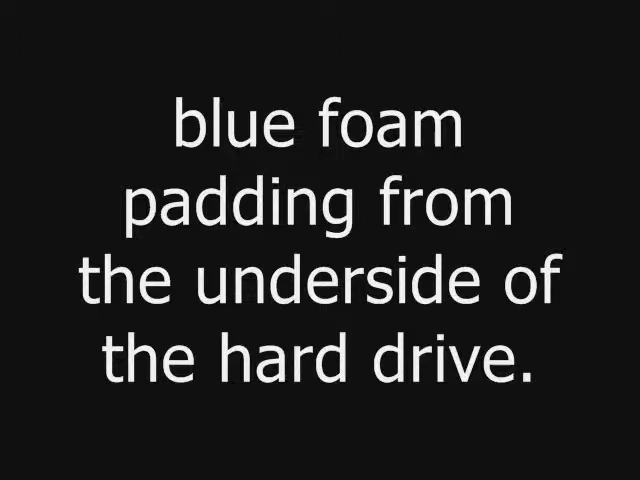 blue foam
padding from
the underside of
the hard drive.